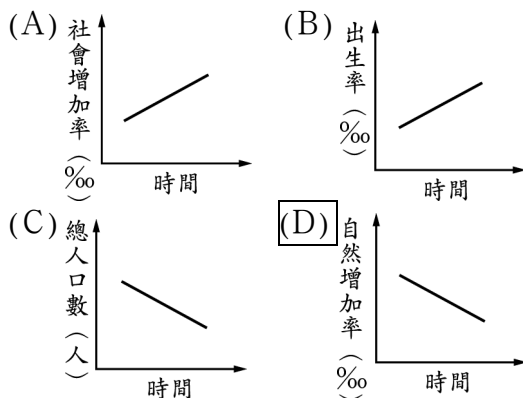 (A)
社會增加率(‰)
時間
(B)
出生率(‰)
時間
(C)
總人口數(人)
時間
(D)
自然增加率(‰)
時間